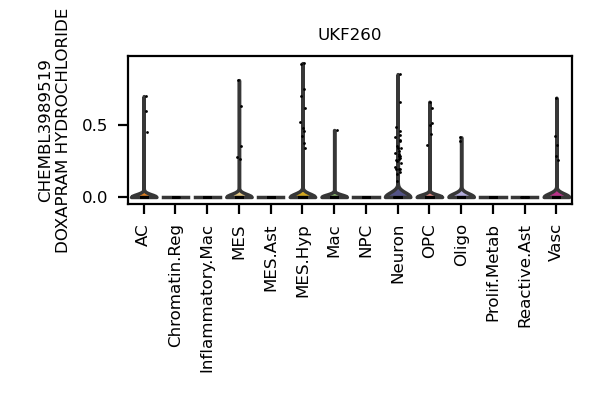 UKF260
CHEMBL3989519
DOXAPRAM HYDROCHLORIDE
0.5
0.0
AC
Chromatin.Reg
Inflammatory.Mac
MES
MES.Ast
MES.Hyp
Mac
NPC
Neuron
OPC
Oligo
Prolif.Metab
Reactive.Ast
Vasc